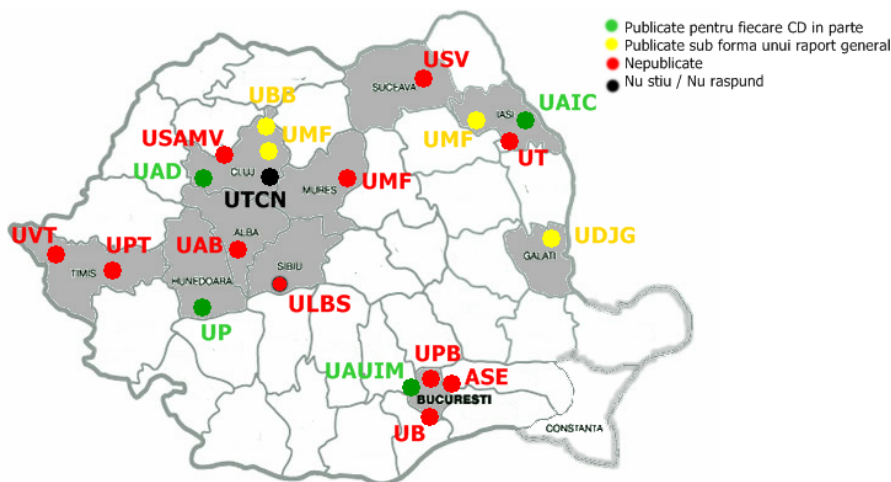 Publicate pentru fiecare CD in parte
Publicate sub forma unui raport general
Nepublicate
Nu stiu / Nu raspund
USV
SUCEAVA
UBB
UAIC
IASI
UMF
UMF
USAMV
UT
UAD
CLUJ
UMF
MURES
UTCN
UVT
UPT
UAB
ALBA
UDJG
TIMIS
HUNEDOARA
SIBIU
GALATI
ULBS
UP
UPB
UAUIM
ASE
BUCURESTI
UB
CONSTANTA